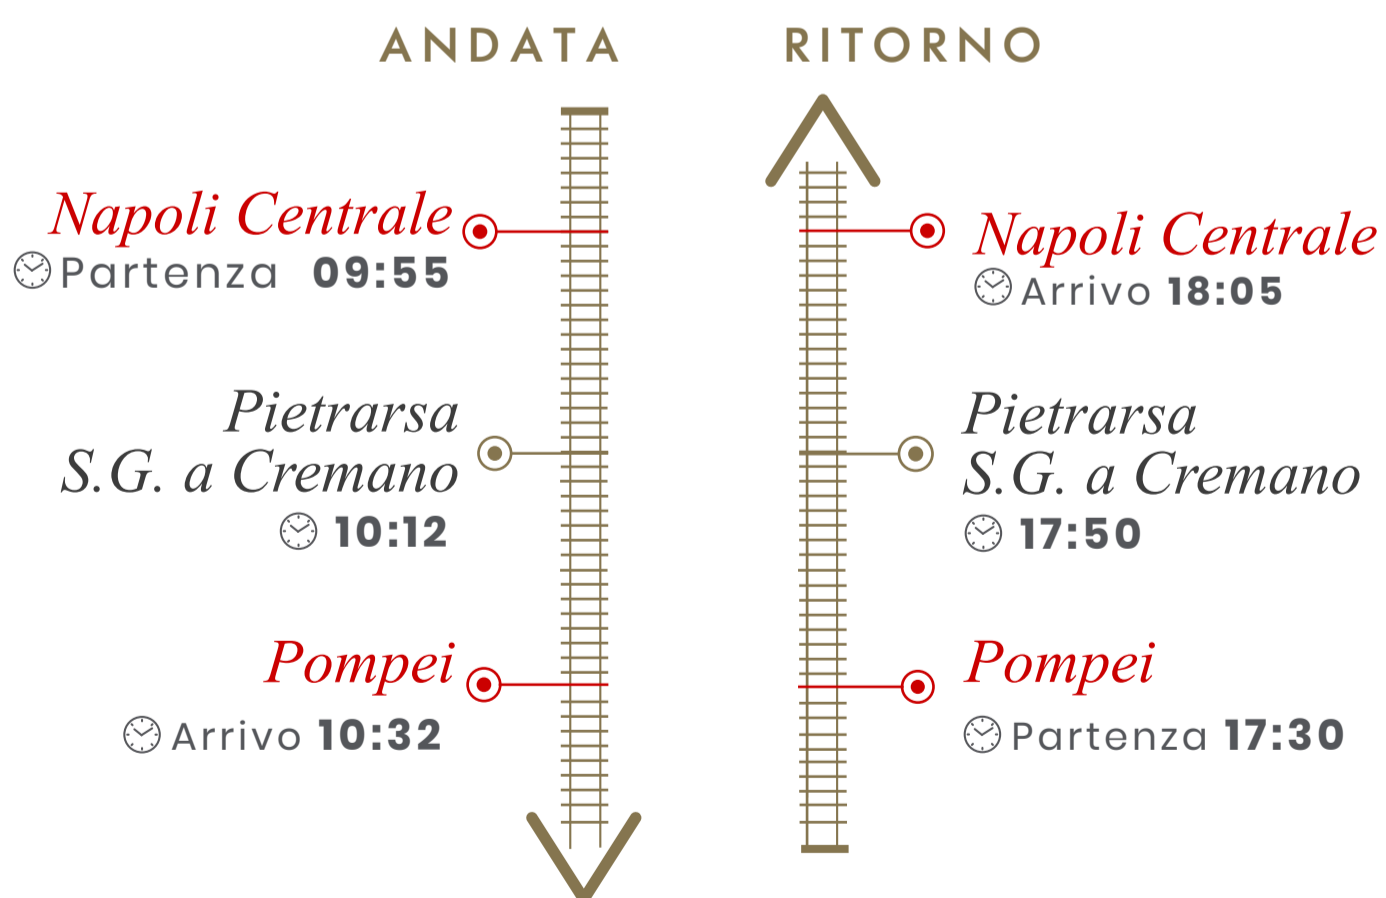 ANDATA
Napoli Centrale
Partenza 09:55
Pietrarsa
S.G. a Cremano
10:12
Pompei
Arrivo 10:32
RITORNO
Napoli Centrale
Arrivo 18:05
Pietrarsa
S.G. a Cremano
17:50
Pompei
Partenza 17:30